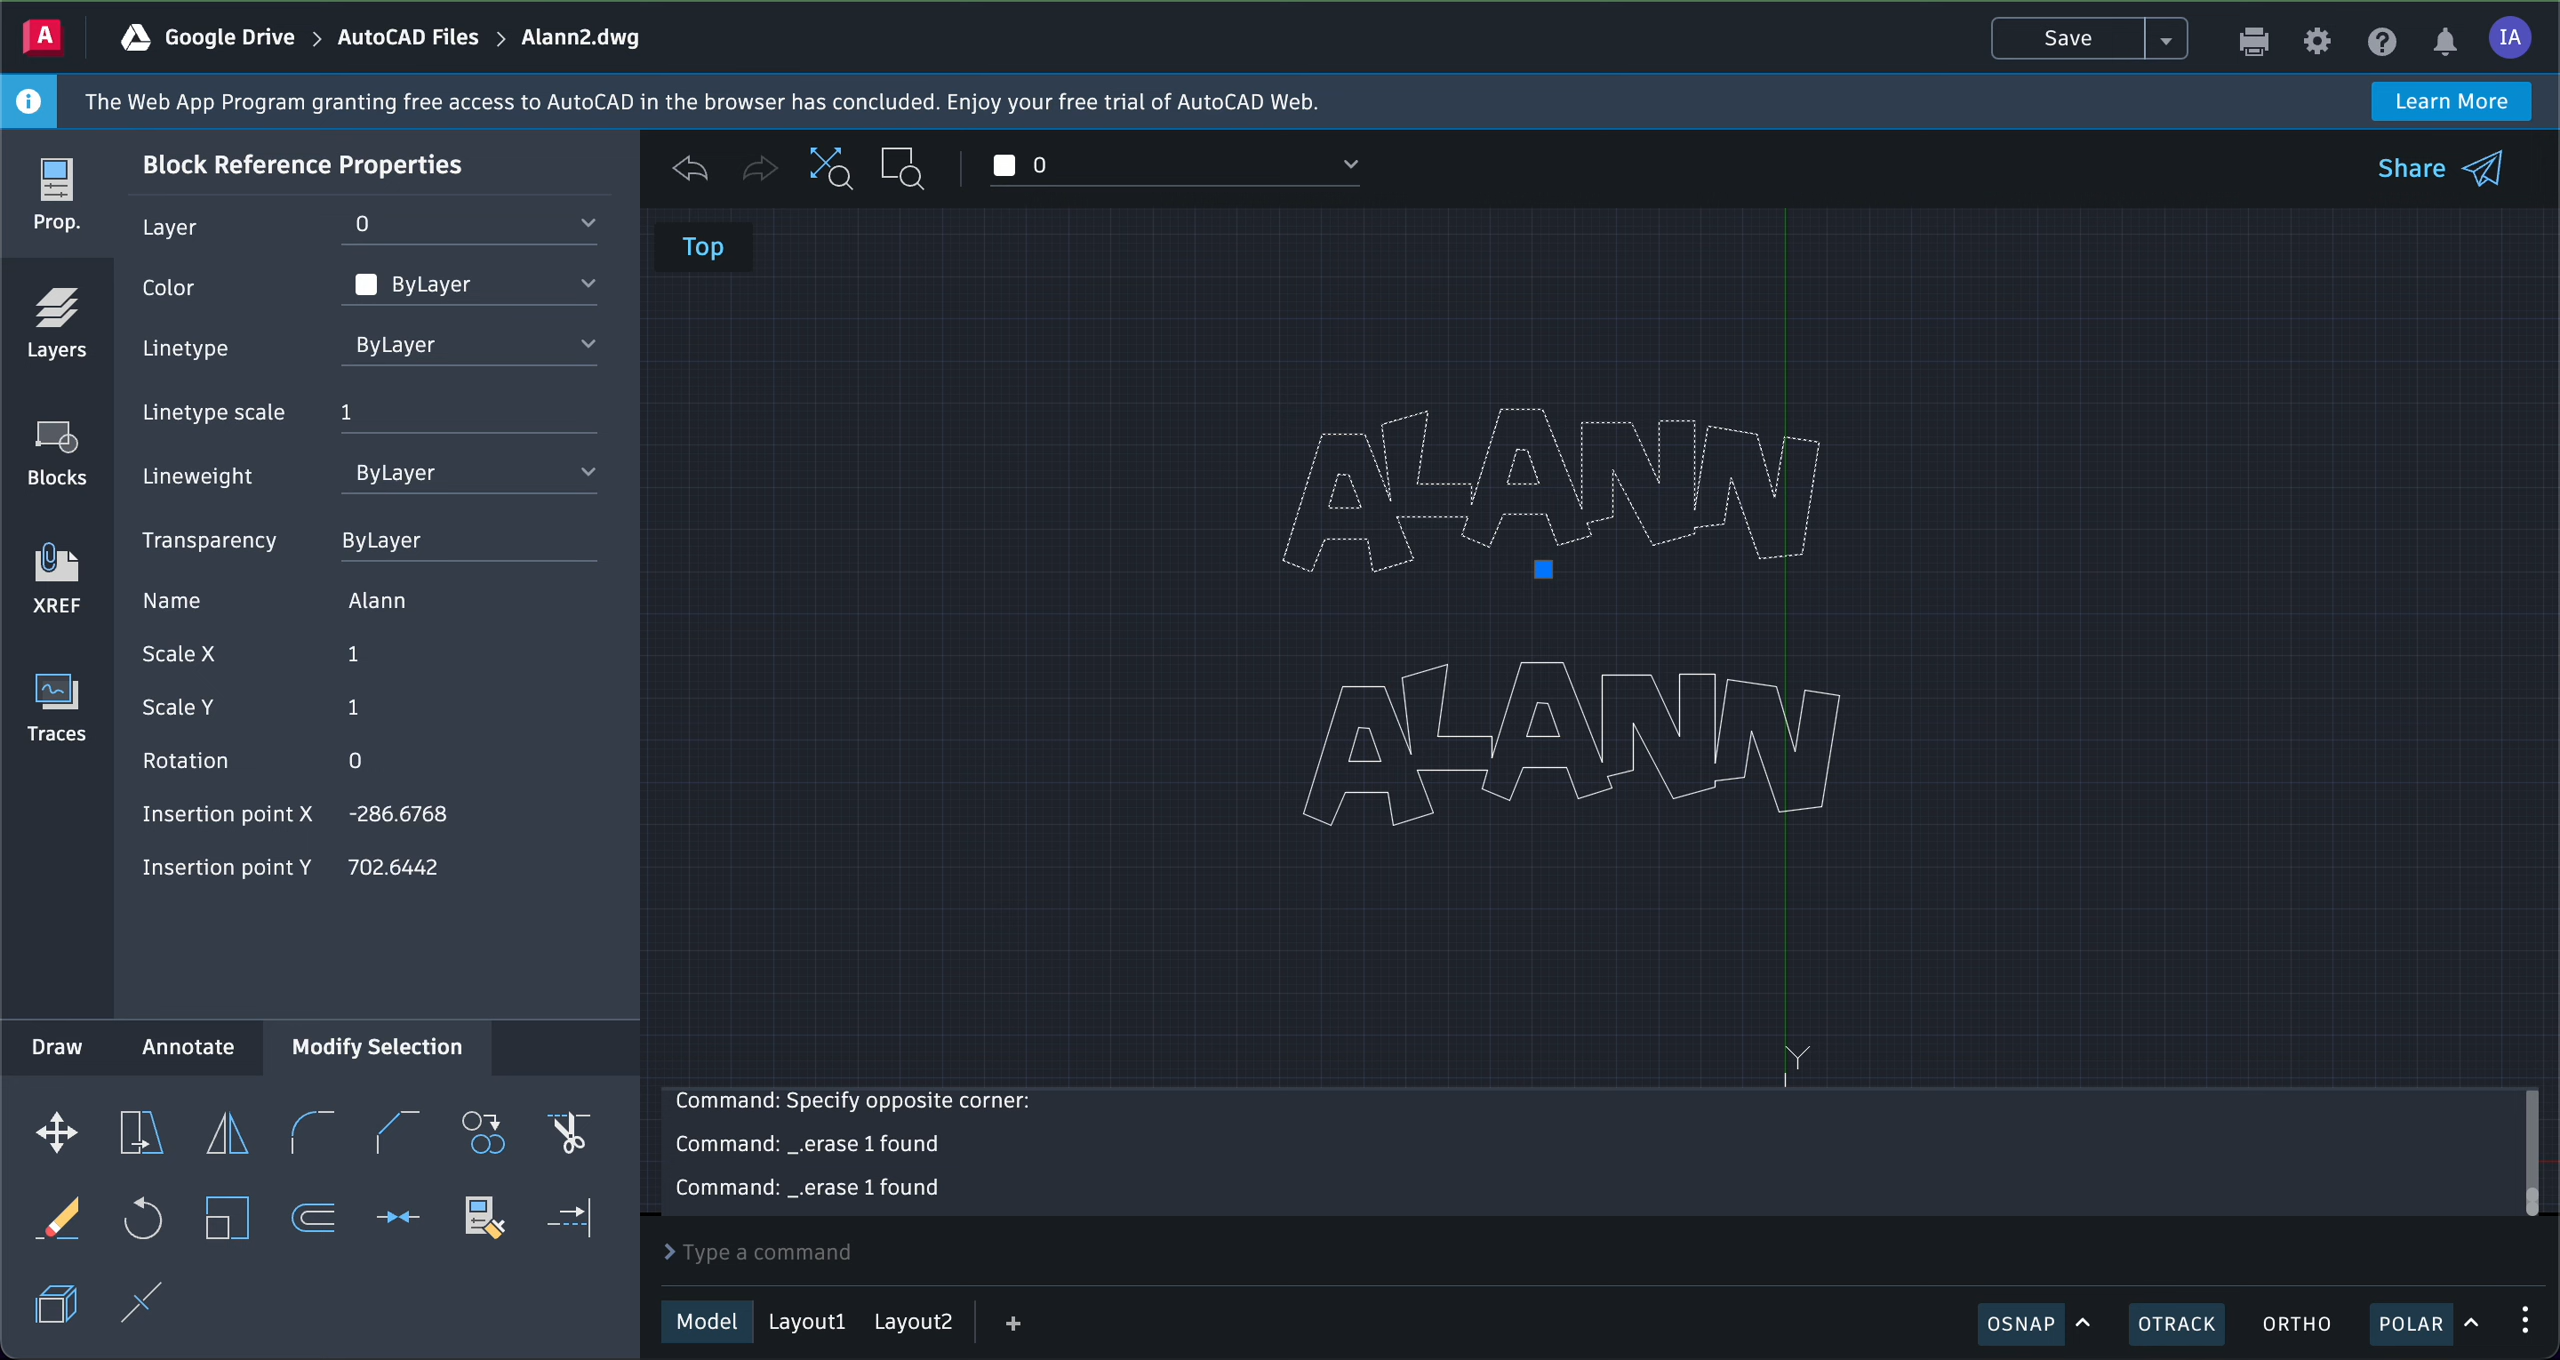 A
Google Drive > AutoCAD Files > Alann2.dwg
Save
IA
The Web App Program granting free access to AutoCAD in the browser has concluded. Enjoy your free trial of AutoCAD Web.
Learn More
Prop.
Layers
Blocks
XREF
Traces
Block Reference Properties
Layer 0
Color ByLayer
Linetype ByLayer
Linetype scale 1
Lineweight ByLayer
Transparency ByLayer
Name Alann
Scale X 1
Scale Y 1
Rotation 0
Insertion point X -286.6768
Insertion point Y 702.6442
Draw Annotate Modify Selection
0
Share
Top
ALANN
ALANN
Y
Command: Specify opposite corner:
Command: _.erase 1 found
Command: _.erase 1 found
> Type a command
Model Layout1 Layout2 +
OSNAP OTRACK ORTHO POLAR